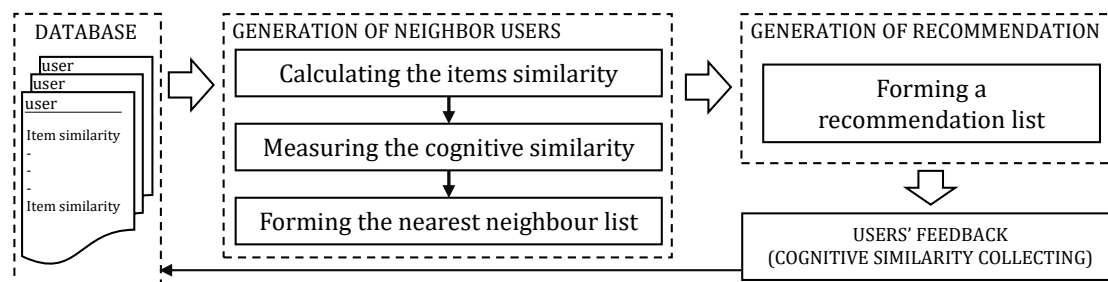 DATABASE
user
user
user
Item similarity
-
-
-
Item similarity
GENERATION OF NEIGHBOR USERS
Calculating the items similarity
Measuring the cognitive similarity
Forming the nearest neighbour list
GENERATION OF RECOMMENDATION
Forming a
recommendation list
USERS’ FEEDBACK
(COGNITIVE SIMILARITY COLLECTING)